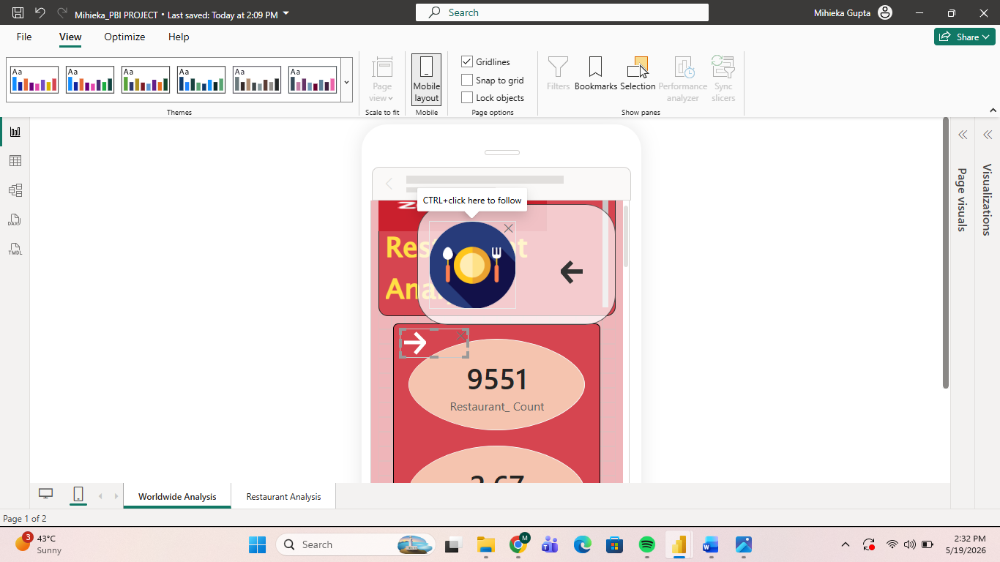 Mihieka_PBI PROJECT • Last saved: Today at 2:09 PM
Search
Mihieka Gupta
File
View
Optimize
Help
Share
Aa
Aa
Aa
Aa
Aa
Aa
Themes
Page view
Scale to fit
Mobile layout
Mobile
Gridlines
Snap to grid
Lock objects
Page options
Filters
Bookmarks
Selection
Performance analyzer
Sync slicers
Show panes
DAX
TMDL
CTRL+click here to follow
9551
Restaurant_ Count
Page visuals
Visualizations
Worldwide Analysis
Restaurant Analysis
Page 1 of 2
3
43°C
Sunny
Search
M
2:32 PM
5/19/2026